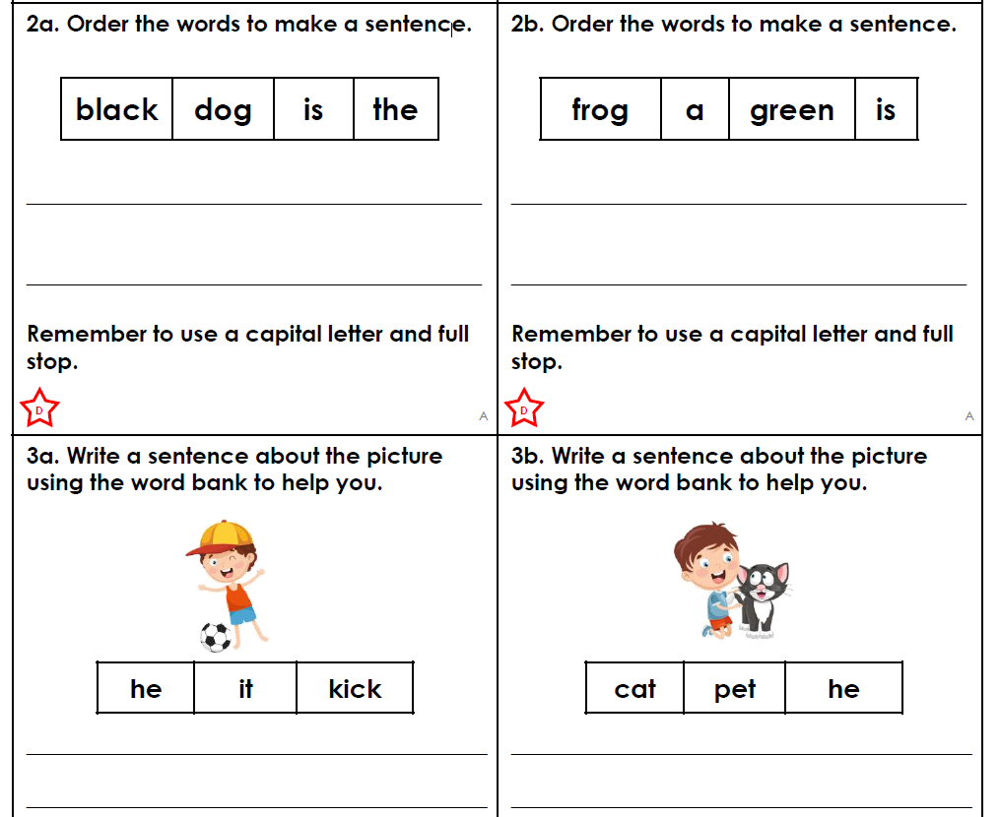 2a. Order the words to make a sentence.
black dog is the
Remember to use a capital letter and full
stop.
D
A
2b. Order the words to make a sentence.
frog a green is
Remember to use a capital letter and full
stop.
D
A
3a. Write a sentence about the picture
using the word bank to help you.
he it kick
3b. Write a sentence about the picture
using the word bank to help you.
cat pet he